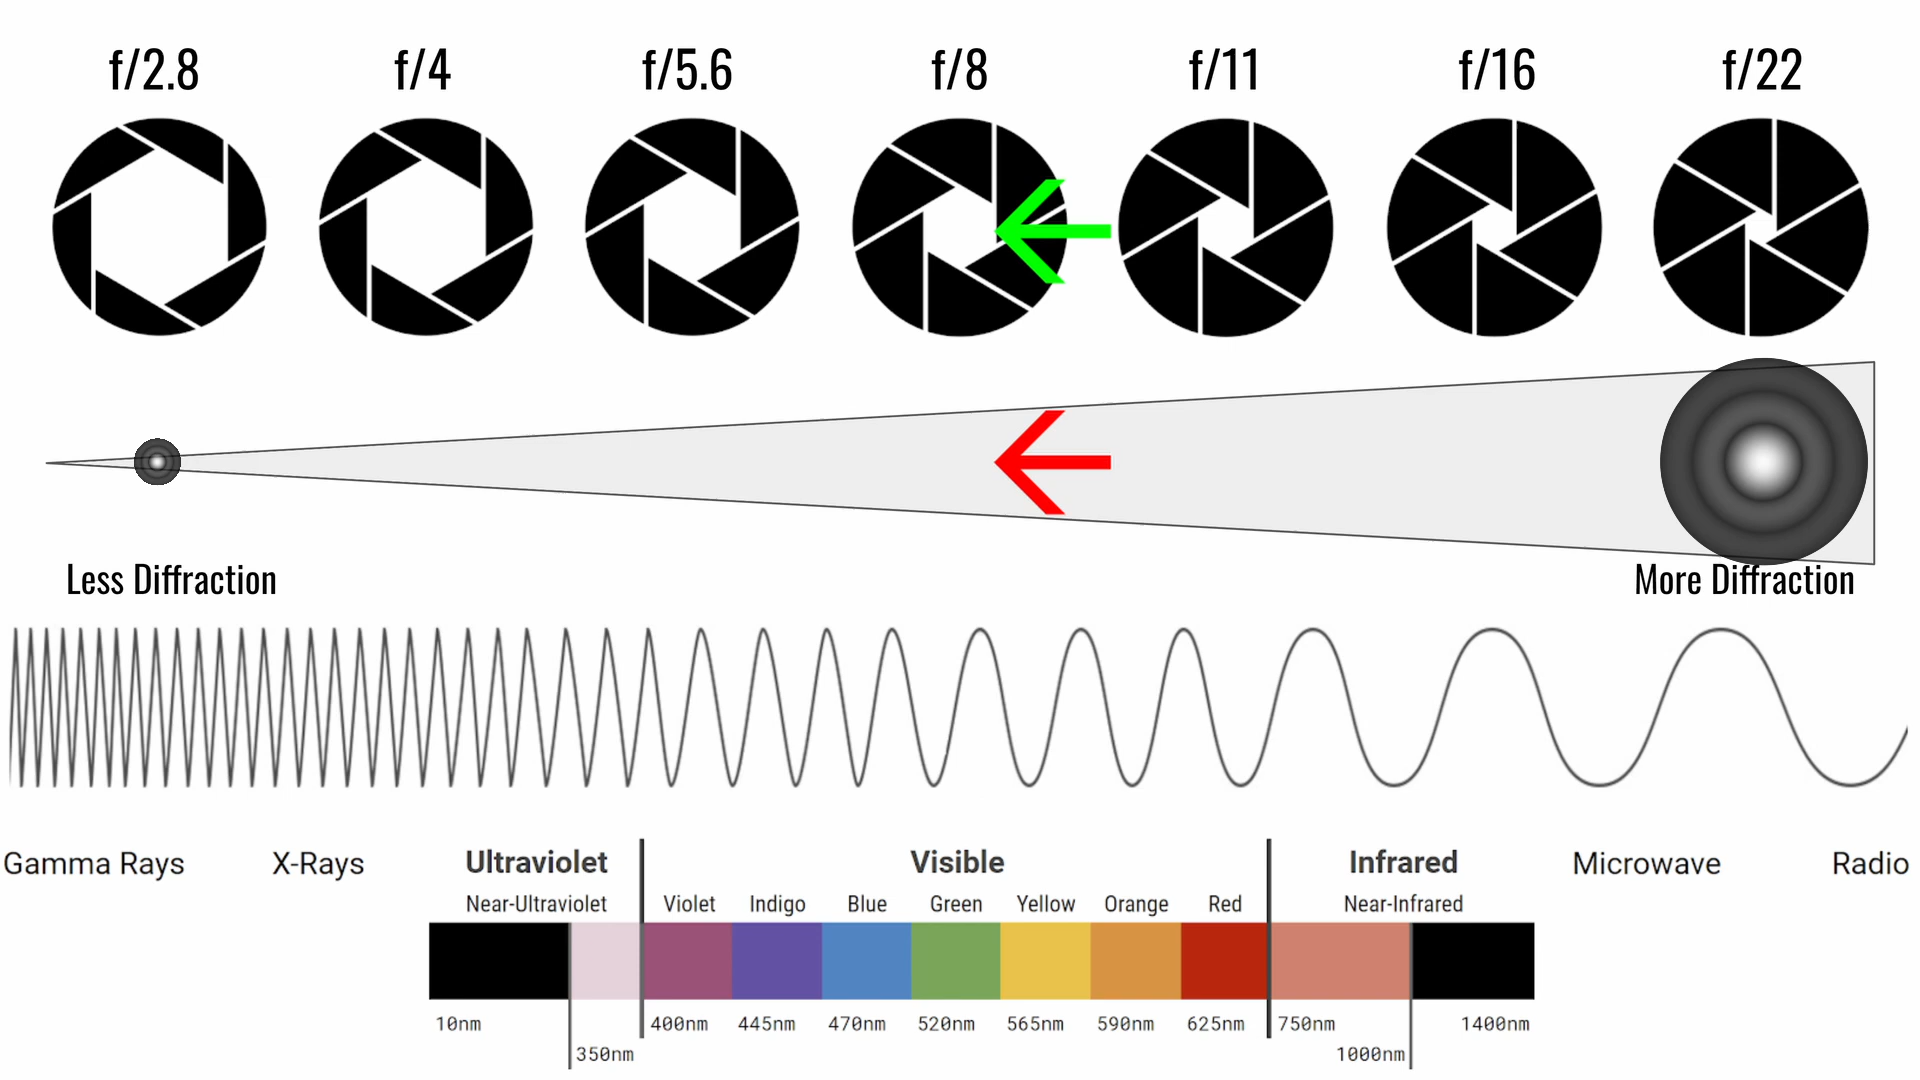 f/2.8 f/4 f/5.6 f/8 f/11 f/16 f/22
Less Diffraction More Diffraction
Gamma Rays X-Rays Ultraviolet Visible Infrared Microwave Radio
Near-Ultraviolet Violet Indigo Blue Green Yellow Orange Red Near-Infrared
10nm 400nm 445nm 470nm 520nm 565nm 590nm 625nm 750nm 1400nm
350nm 1000nm